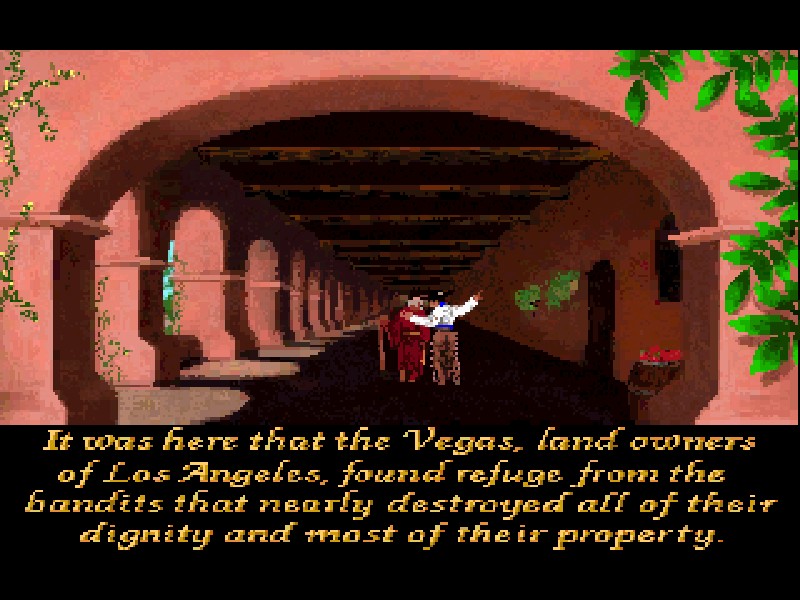 It was here that the Vegas, land owners
of Los Angeles, found refuge from the
bandits that nearly destroyed all of their
dignity and most of their property.